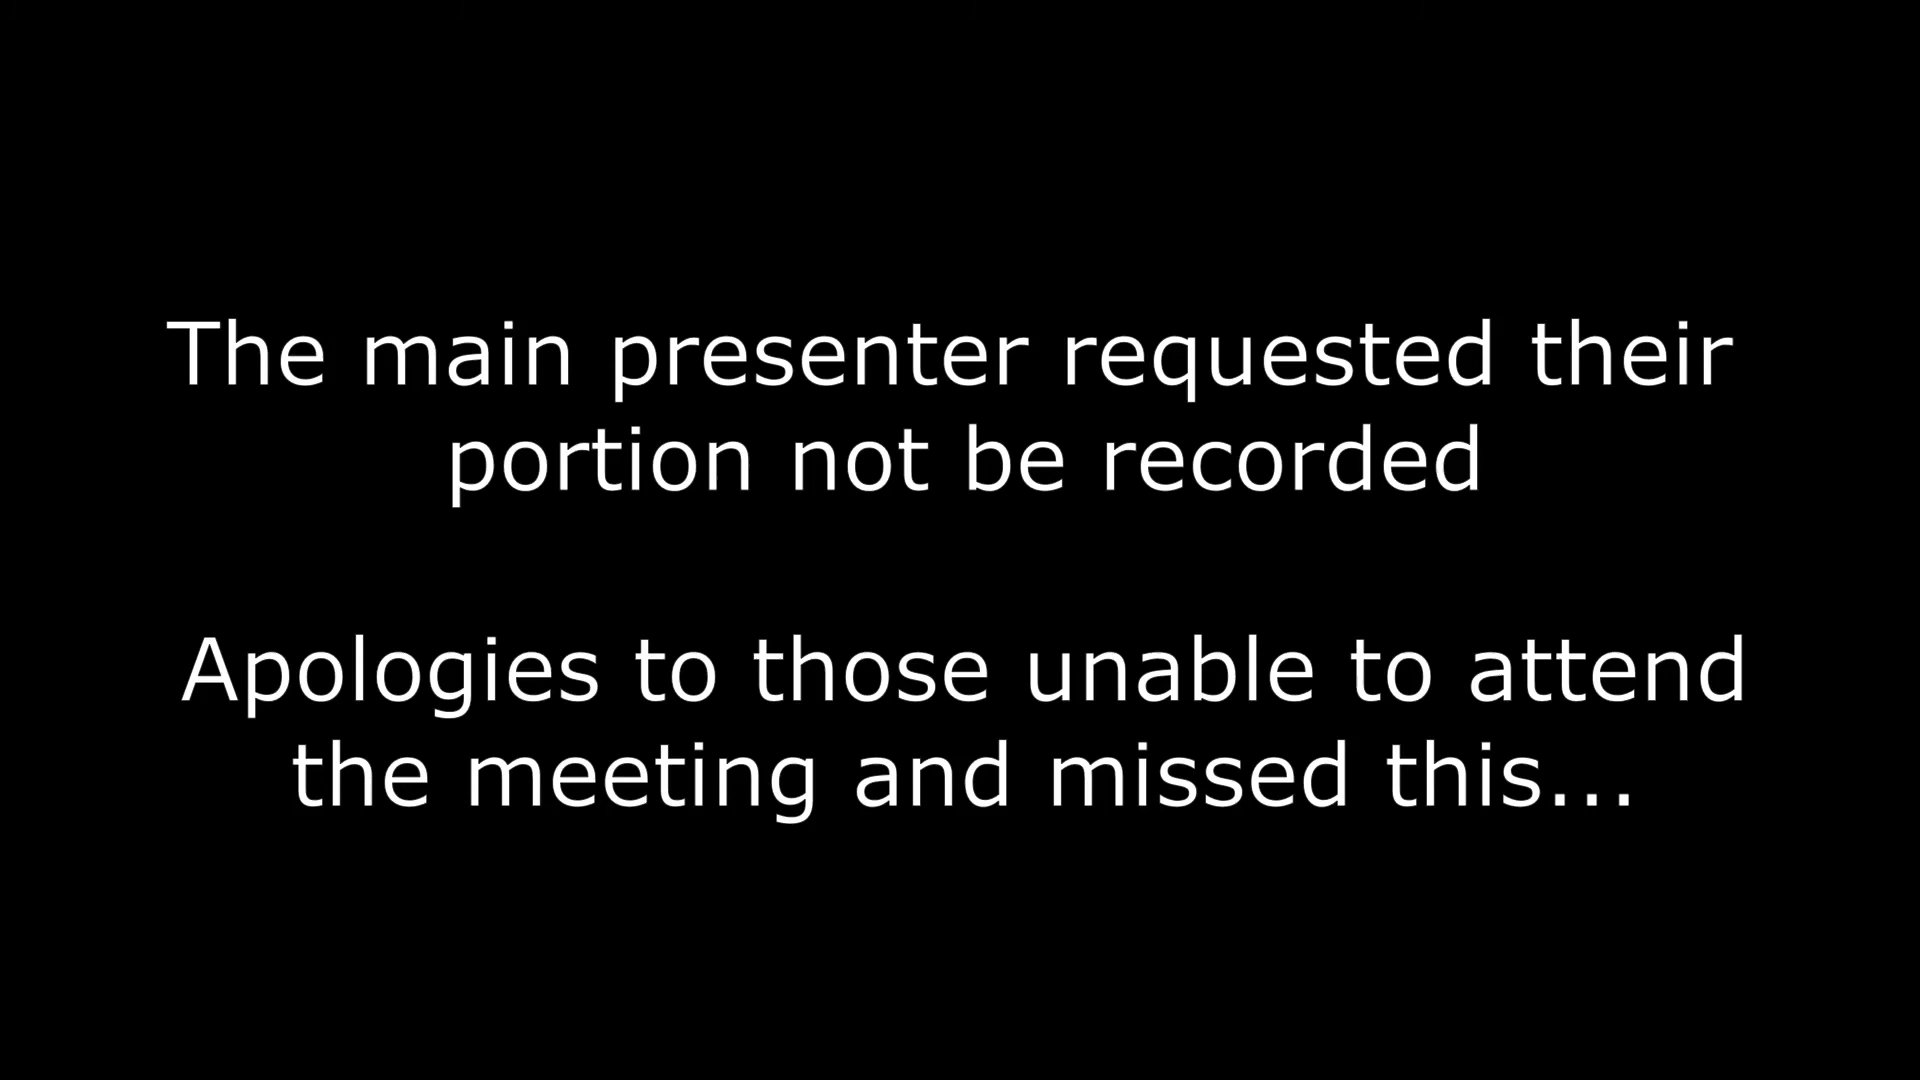 The main presenter requested their
portion not be recorded
Apologies to those unable to attend
the meeting and missed this...